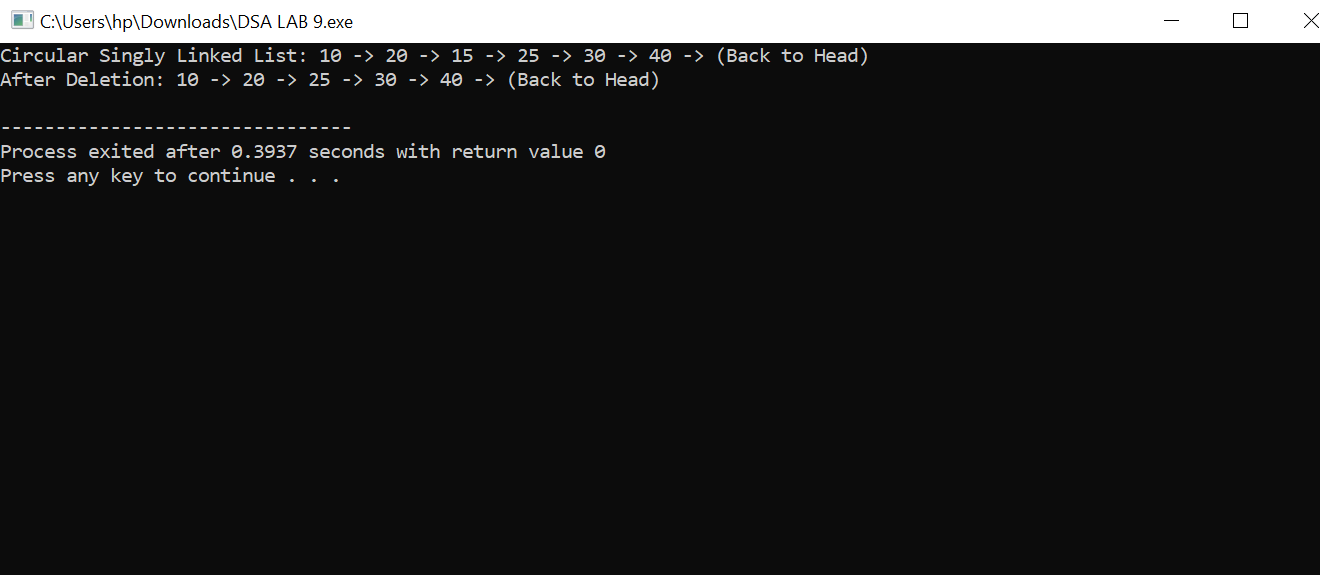 C:\Users\hp\Downloads\DSA LAB 9.exe
Circular Singly Linked List: 10 -> 20 -> 15 -> 25 -> 30 -> 40 -> (Back to Head)
After Deletion: 10 -> 20 -> 25 -> 30 -> 40 -> (Back to Head)
--------------------------------
Process exited after 0.3937 seconds with return value 0
Press any key to continue . . .